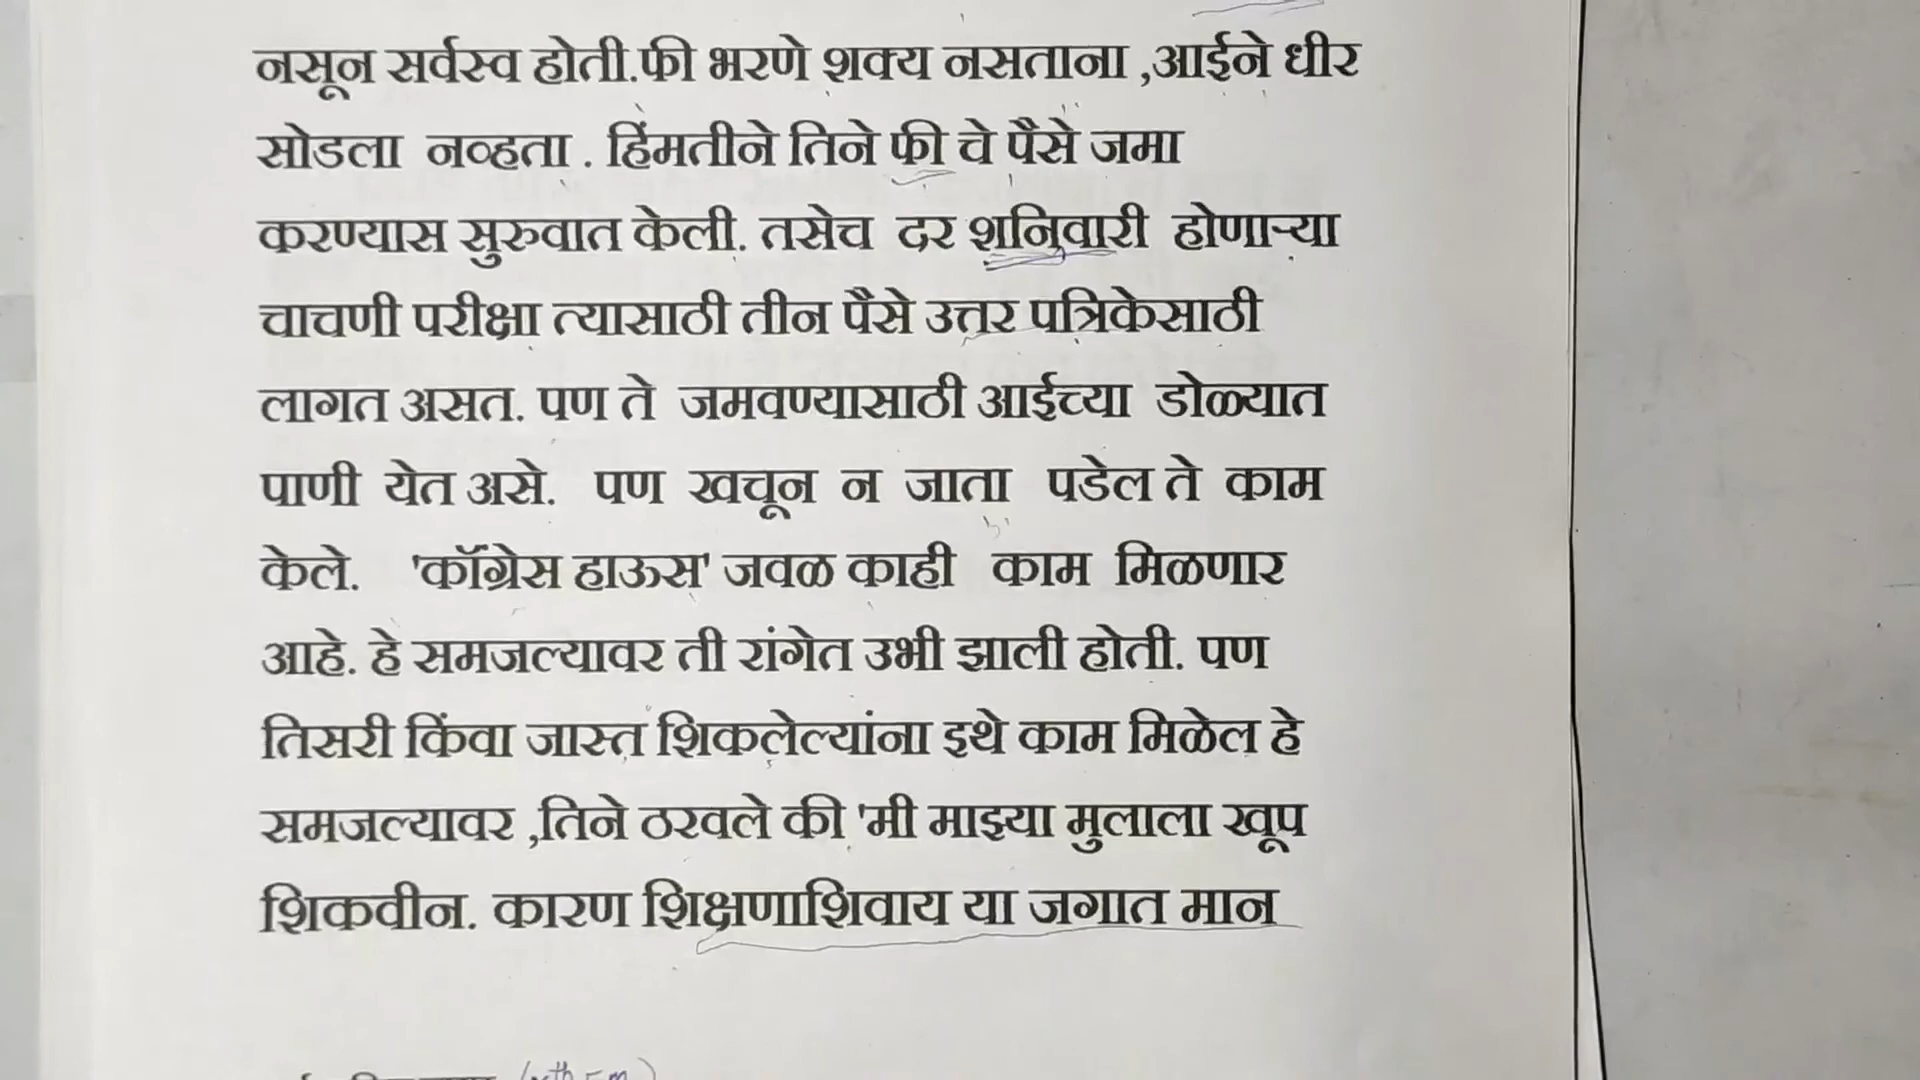 नसून सर्वस्व होती.फी भरणे शक्य नसताना ,आईने धीर
सोडला नव्हता . हिंमतीने तिने फी चे पैसे जमा
करण्यास सुरुवात केली. तसेच दर शनिवारी होणाऱ्या
चाचणी परीक्षा त्यासाठी तीन पैसे उत्तर पत्रिकेसाठी
लागत असत. पण ते जमवण्यासाठी आईच्या डोळ्यात
पाणी येत असे. पण खचून न जाता पडेल ते काम
केले. 'काँग्रेस हाऊस' जवळ काही काम मिळणार
आहे. हे समजल्यावर ती रांगेत उभी झाली होती. पण
तिसरी किंवा जास्त शिकलेल्यांना इथे काम मिळेल हे
समजल्यावर ,तिने ठरवले की 'मी माझ्या मुलाला खूप
शिकवीन. कारण शिक्षणाशिवाय या जगात मान